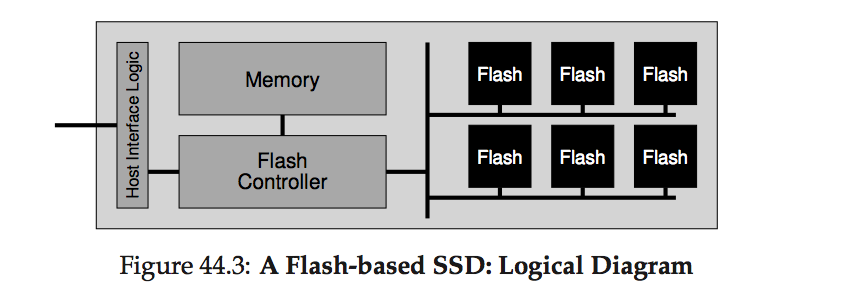 Host Interface Logic
Memory
Flash
Controller
Flash Flash Flash
Flash Flash Flash
Figure 44.3: A Flash-based SSD: Logical Diagram